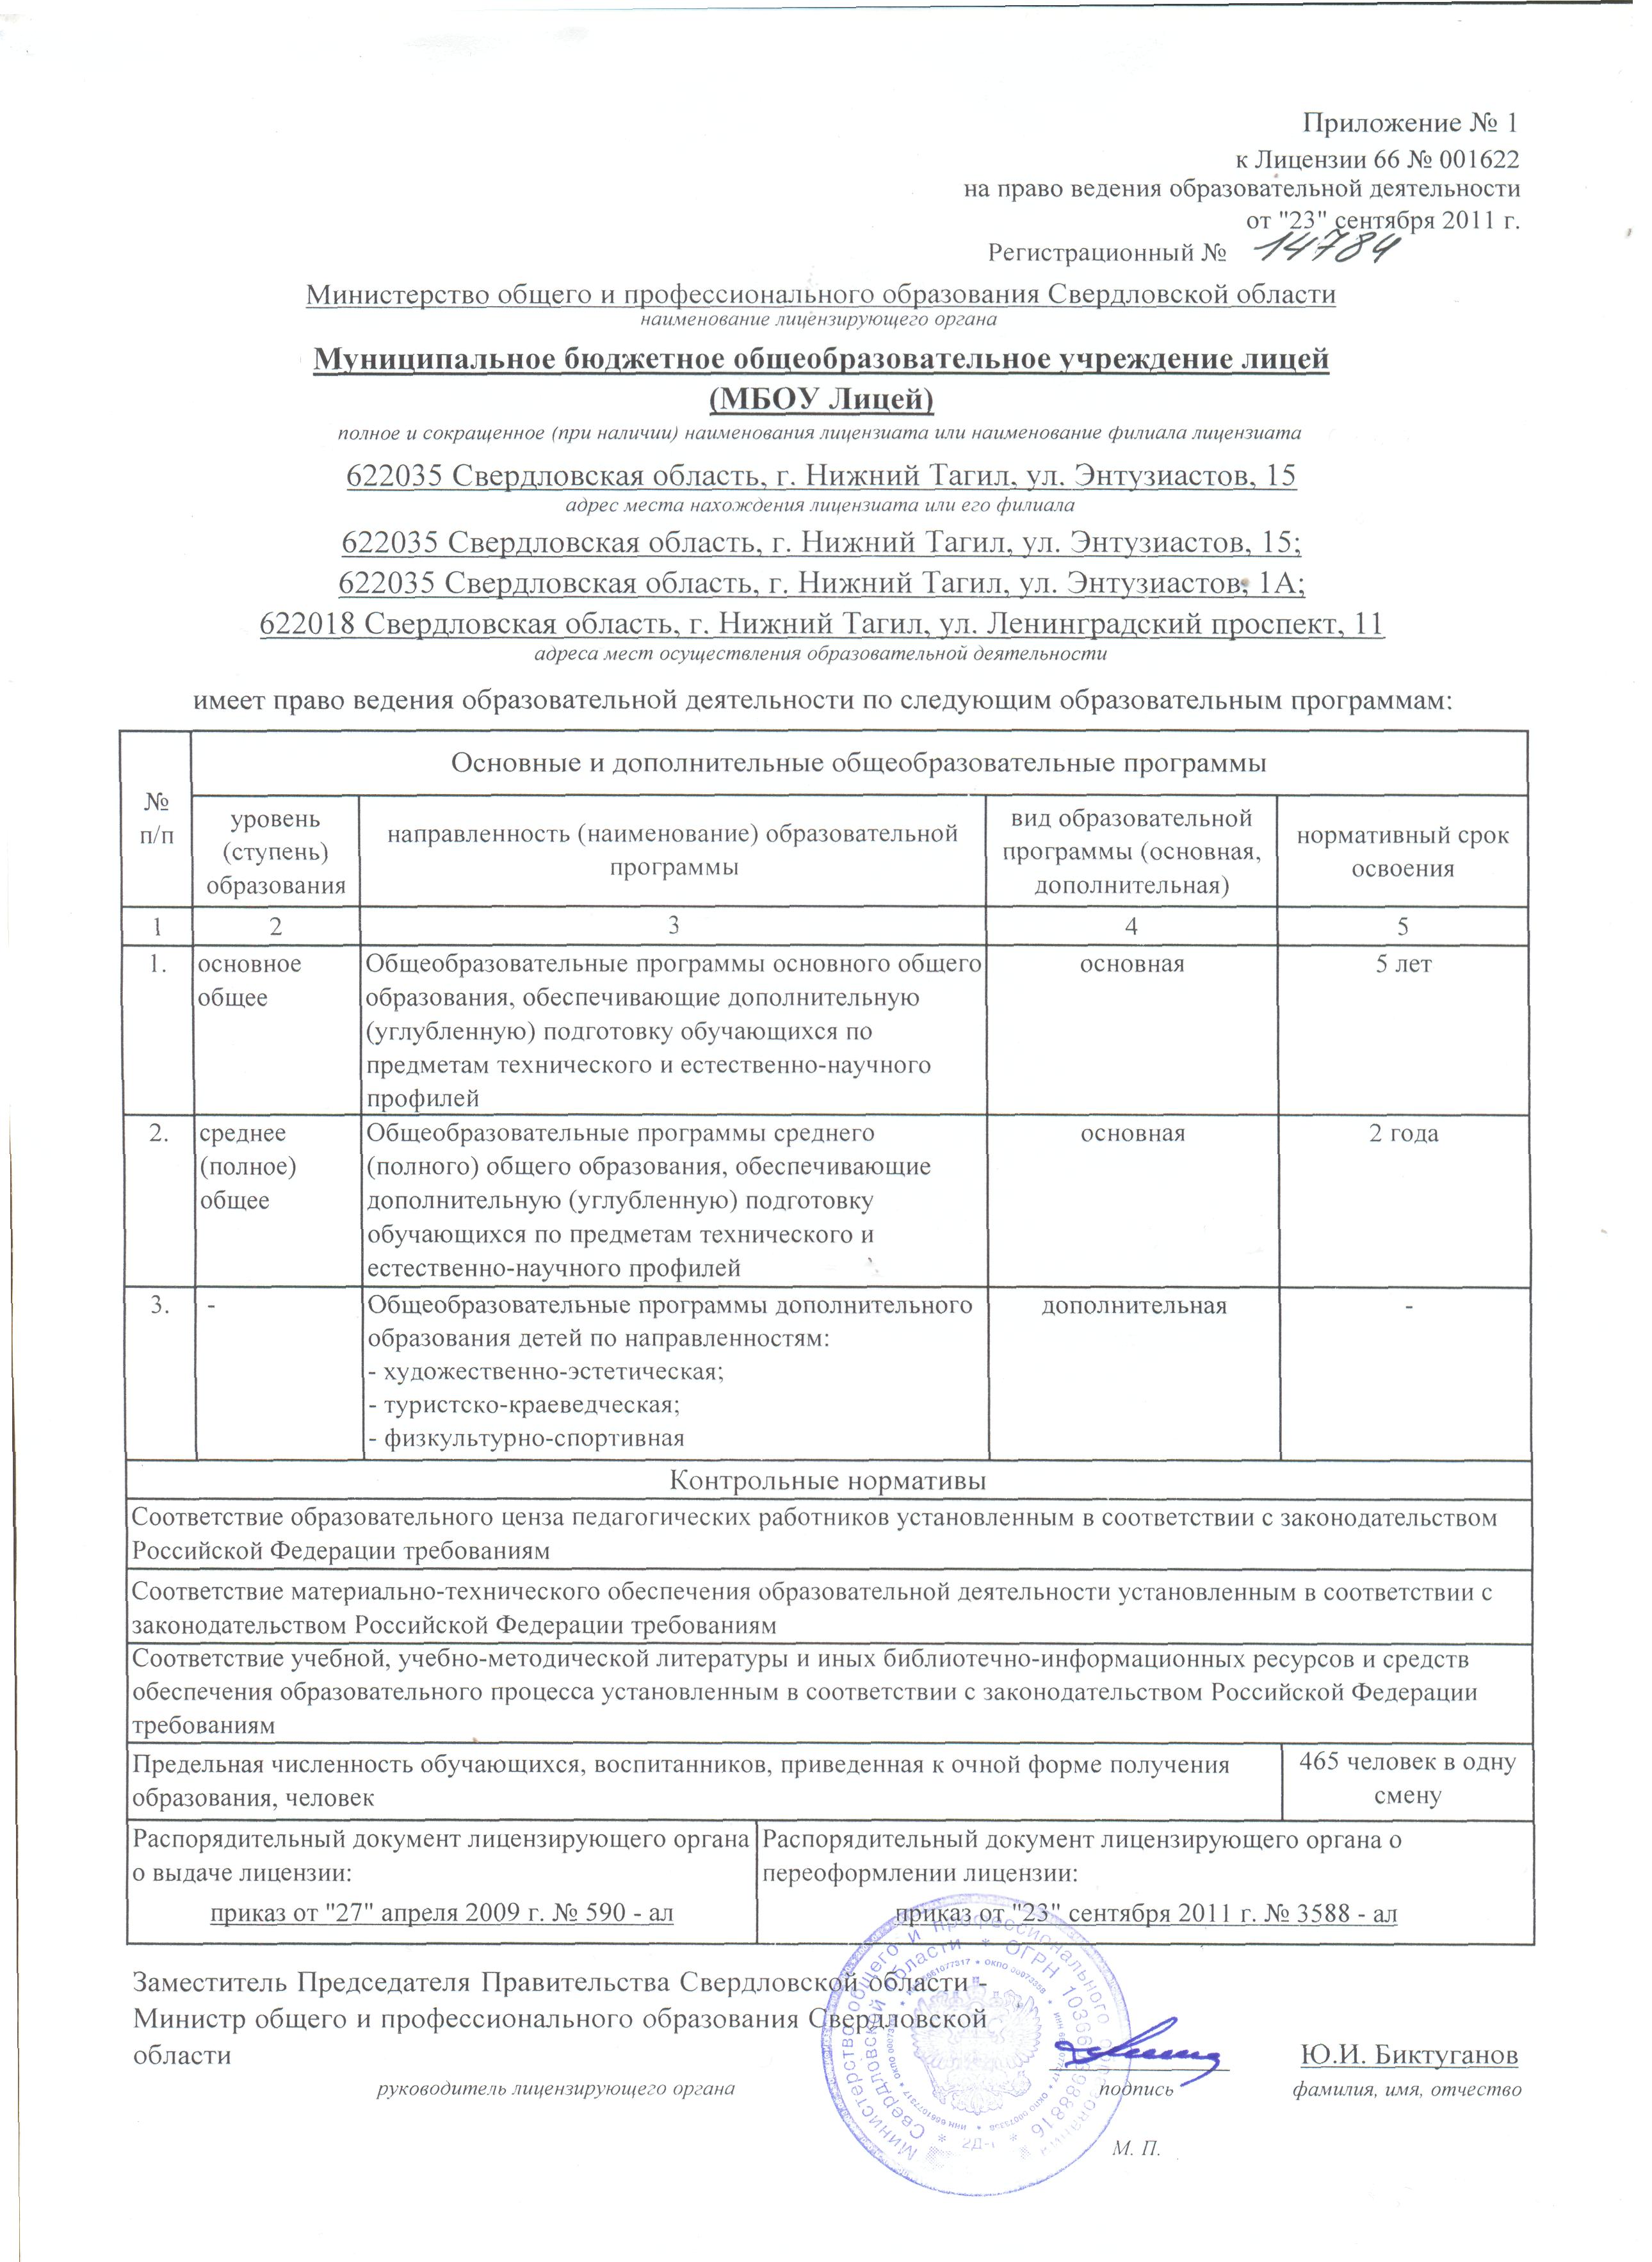 Приложение № 1
к Лицензии 66 № 001622
на право ведения образовательной деятельности
от "23" сентября 2011 г.
Регистрационный № 14784
Министерство общего и профессионального образования Свердловской области
наименование лицензирующего органа
Муниципальное бюджетное общеобразовательное учреждение лицей
(МБОУ Лицей)
полное и сокращенное (при наличии) наименования лицензиата или наименование филиала лицензиата
622035 Свердловская область, г. Нижний Тагил, ул. Энтузиастов, 15
адрес места нахождения лицензиата или его филиала
622035 Свердловская область, г. Нижний Тагил, ул. Энтузиастов, 15;
622035 Свердловская область, г. Нижний Тагил, ул. Энтузиастов, 1А;
622018 Свердловская область, г. Нижний Тагил, ул. Ленинградский проспект, 11
адреса мест осуществления образовательной деятельности
имеет право ведения образовательной деятельности по следующим образовательным программам:
№
п/п
Основные и дополнительные общеобразовательные программы
уровень
(ступень)
образования
направленность (наименование) образовательной
программы
вид образовательной
программы (основная,
дополнительная)
нормативный срок
освоения
1 2 3 4 5
1.
основное
общее
Общеобразовательные программы основного общего
образования, обеспечивающие дополнительную
(углубленную) подготовку обучающихся по
предметам технического и естественно-научного
профилей
основная
5 лет
2.
среднее
(полное)
общее
Общеобразовательные программы среднего
(полного) общего образования, обеспечивающие
дополнительную (углубленную) подготовку
обучающихся по предметам технического и
естественно-научного профилей
основная
2 года
3.
-
Общеобразовательные программы дополнительного
образования детей по направленностям:
- художественно-эстетическая;
- туристско-краеведческая;
- физкультурно-спортивная
дополнительная
-
Контрольные нормативы
Соответствие образовательного ценза педагогических работников установленным в соответствии с законодательством
Российской Федерации требованиям
Соответствие материально-технического обеспечения образовательной деятельности установленным в соответствии с
законодательством Российской Федерации требованиям
Соответствие учебной, учебно-методической литературы и иных библиотечно-информационных ресурсов и средств
обеспечения образовательного процесса установленным в соответствии с законодательством Российской Федерации
требованиям
Предельная численность обучающихся, воспитанников, приведенная к очной форме получения
образования, человек
465 человек в одну
смену
Распорядительный документ лицензирующего органа
о выдаче лицензии:
приказ от "27" апреля 2009 г. № 590 - ал
Распорядительный документ лицензирующего органа о
переоформлении лицензии:
приказ от "23" сентября 2011 г. № 3588 - ал
Заместитель Председателя Правительства Свердловской области -
Министр общего и профессионального образования Свердловской
области
Ю.И. Биктуганов
руководитель лицензирующего органа
подпись
фамилия, имя, отчество
М. П.
Министерство общего и профессионального образования
Свердловской области * ОГРН